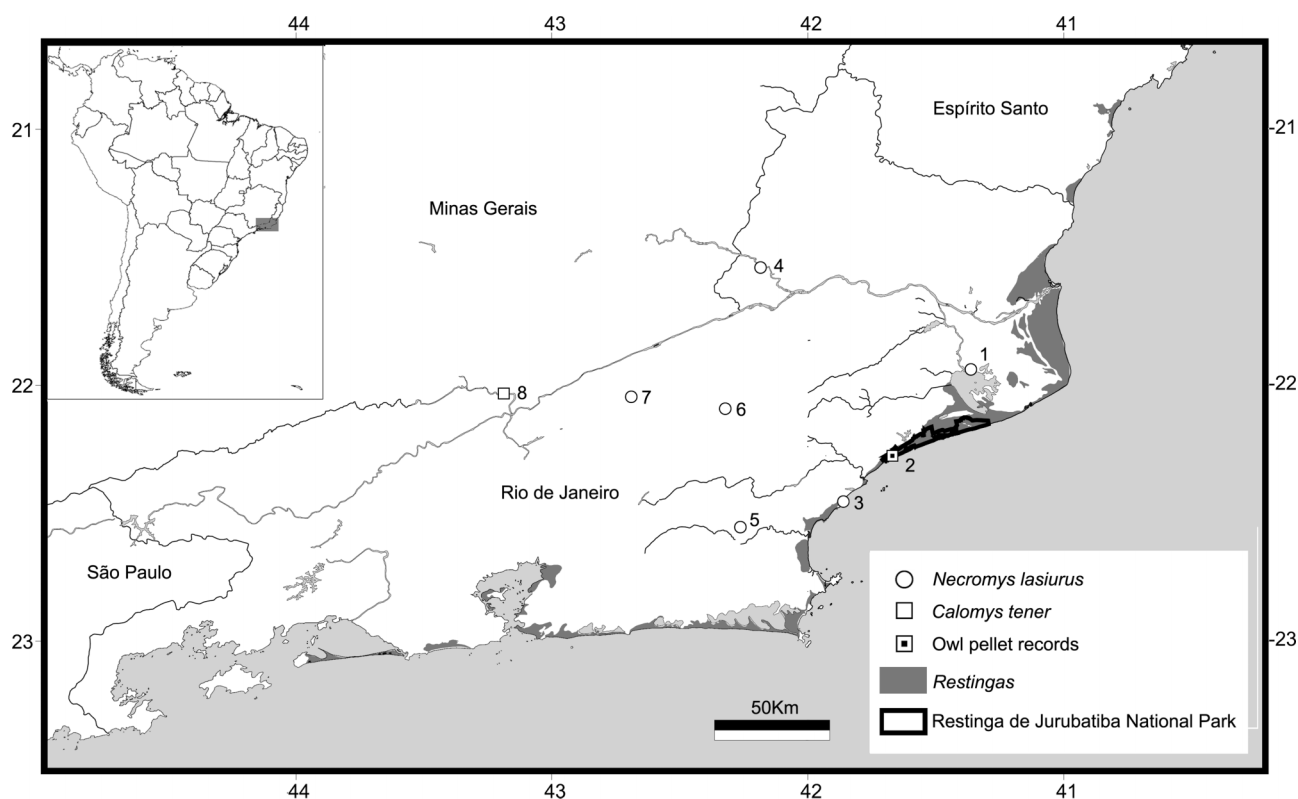 44 43 42 41
Espírito Santo
21 -21
Minas Gerais
4
1
22 -22
8 7
6
2
Rio de Janeiro
3
5
São Paulo
Necromys lasiurus
Calomys tener
23 -23
Owl pellet records
Restingas
50Km
Restinga de Jurubatiba National Park
44 43 42 41